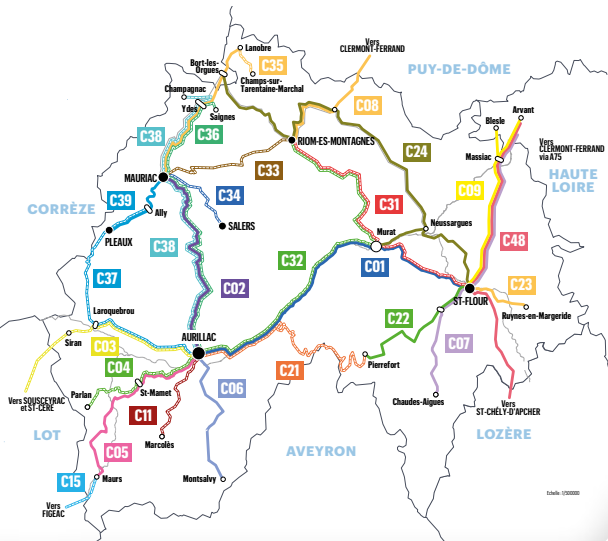 Vers
CLERMONT-FERRAND
Lanobre
Bort-les-
Orgues
C35
Champs-sur-
Tarentaine-Marchal
PUY-DE-DÔME
Champagnac
Ydes
Saignes
C08
Blesle
Arvant
C38
C36
RIOM-ES-MONTAGNES
C24
Massiac
Vers
CLERMONT-FERRAND
via A75
HAUTE
LOIRE
MAURIAC
C33
C39
C34
C09
CORRÈZE
Ally
SALERS
C31
Neussargues
PLEAUX
C38
Murat
C48
C32
C01
C37
C02
ST-FLOUR
C23
Ruynes-en-Margeride
Laroquebrou
AURILLAC
C22
Siran
C03
C07
C04
C21
Pierrefort
Vers SOUSCEYRAC
et ST-CÉRÉ
Parlan
St-Mamet
C06
Chaudes-Aigues
Vers
ST-CHÉLY-D'APCHER
C11
LOT
Marcolès
C05
AVEYRON
LOZÈRE
C15
Maurs
Montsalvy
Vers
FIGEAC
Echelle: 1/500000